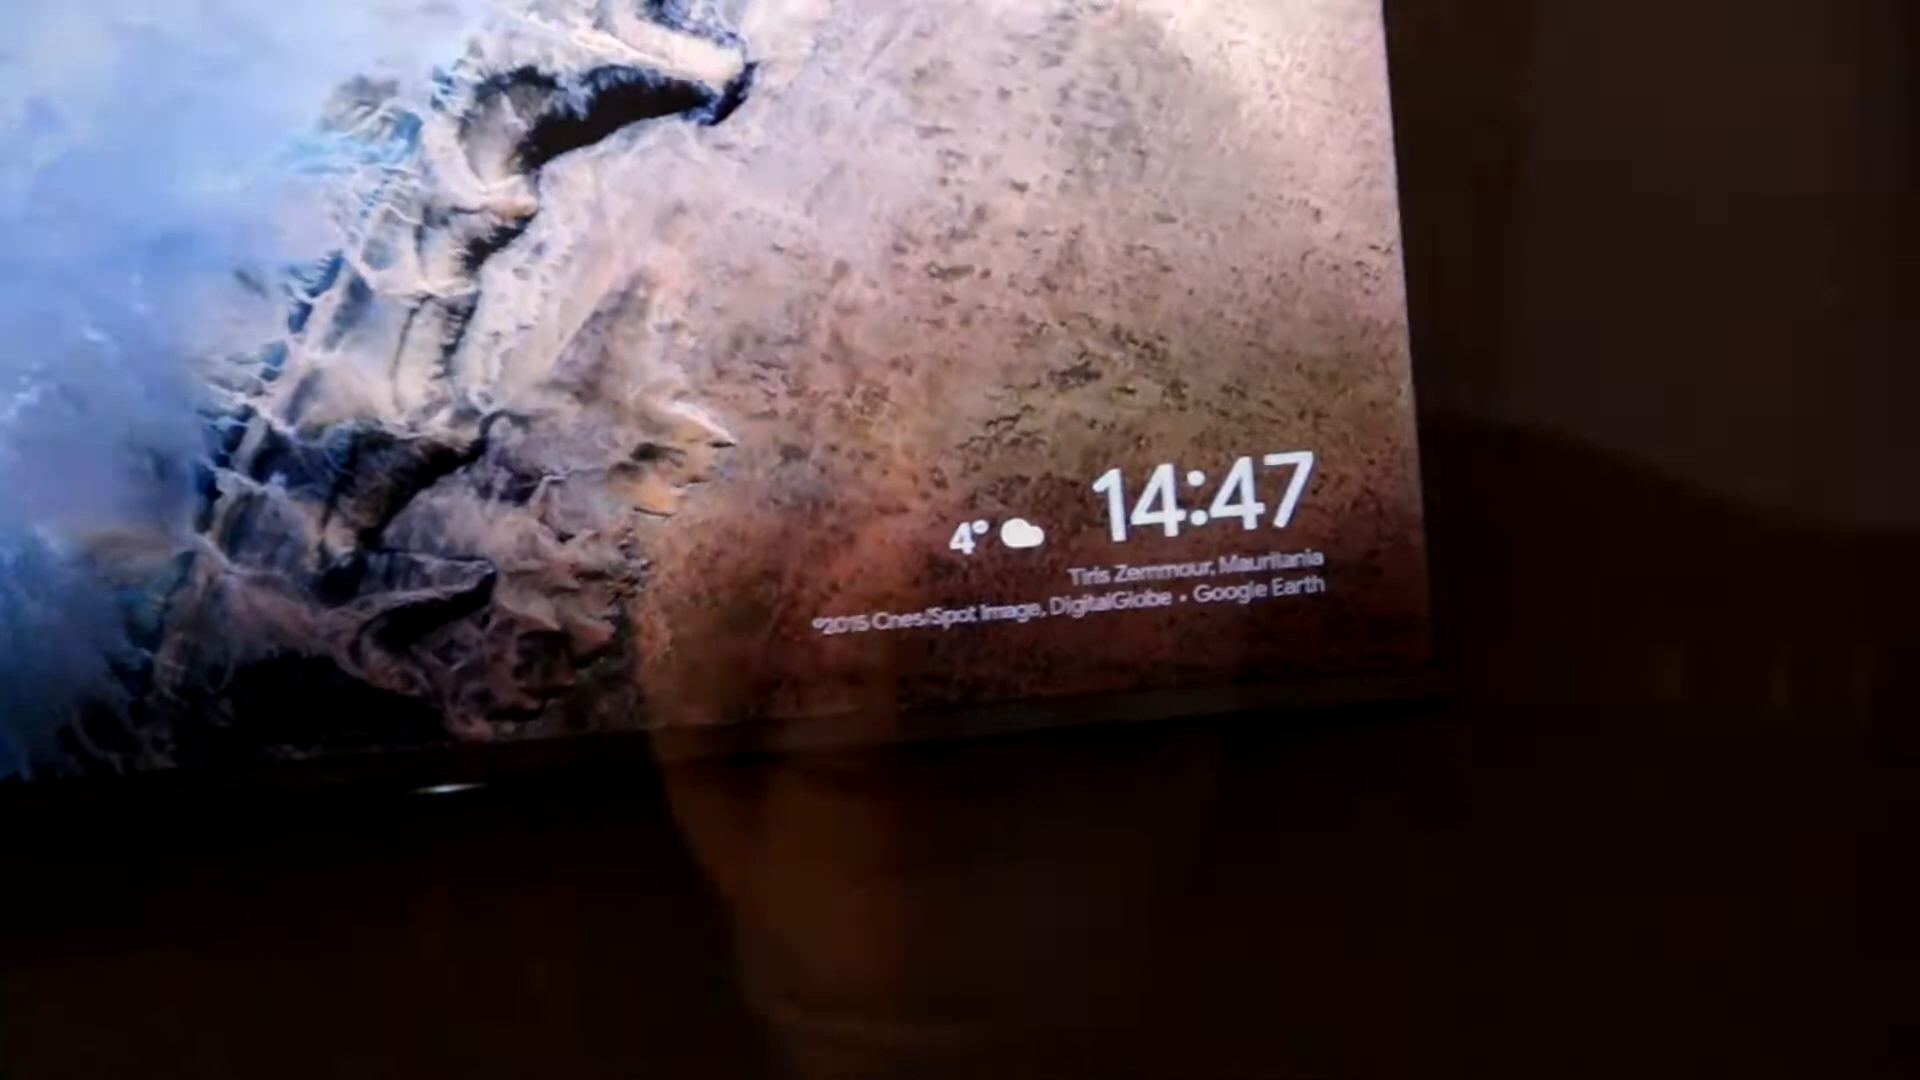 4° 14:47
Tiris Zemmour, Mauritania
©2015 Cnes/Spot Image, DigitalGlobe • Google Earth